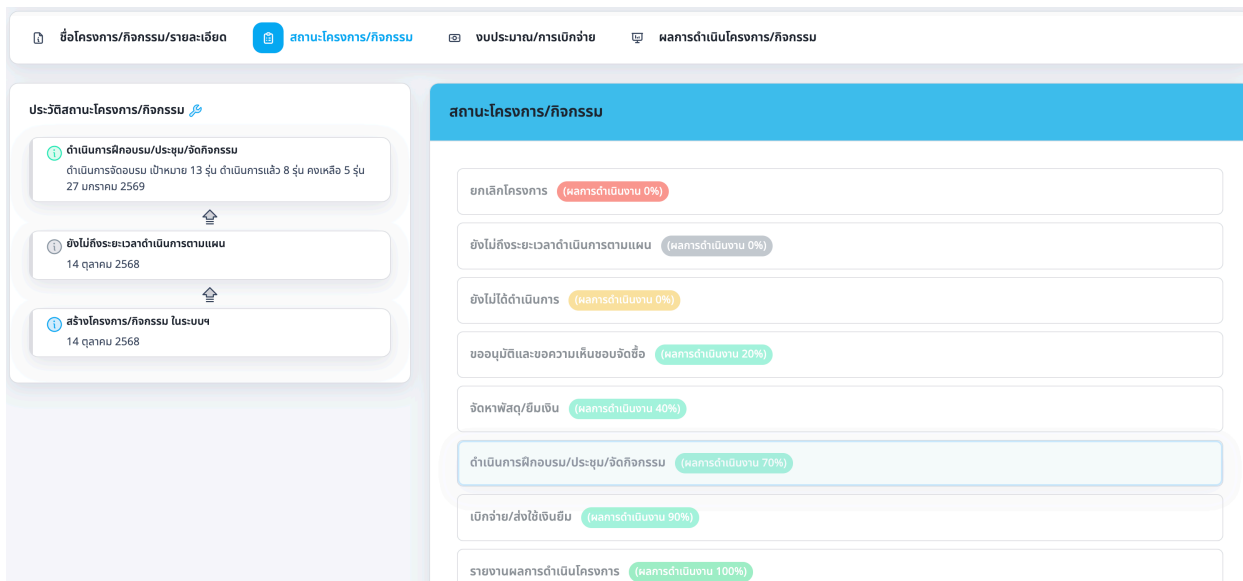 ชื่อโครงการ/กิจกรรม/รายละเอียด
สถานะโครงการ/กิจกรรม
งบประมาณ/การเบิกจ่าย
ผลการดำเนินโครงการ/กิจกรรม
ประวัติสถานะโครงการ/กิจกรรม
ดำเนินการฝึกอบรม/ประชุม/จัดกิจกรรม
ดำเนินการจัดอบรม เป้าหมาย 13 รุ่น ดำเนินการแล้ว 8 รุ่น คงเหลือ 5 รุ่น
27 มกราคม 2569
ยังไม่ถึงระยะเวลาดำเนินการตามแผน
14 ตุลาคม 2568
สร้างโครงการ/กิจกรรม ในระบบฯ
14 ตุลาคม 2568
สถานะโครงการ/กิจกรรม
ยกเลิกโครงการ (ผลการดำเนินงาน 0%)
ยังไม่ถึงระยะเวลาดำเนินการตามแผน (ผลการดำเนินงาน 0%)
ยังไม่ได้ดำเนินการ (ผลการดำเนินงาน 0%)
ขออนุมัติและขอความเห็นชอบจัดซื้อ (ผลการดำเนินงาน 20%)
จัดหาพัสดุ/ยืมเงิน (ผลการดำเนินงาน 40%)
ดำเนินการฝึกอบรม/ประชุม/จัดกิจกรรม (ผลการดำเนินงาน 70%)
เบิกจ่าย/ส่งใช้เงินยืม (ผลการดำเนินงาน 90%)
รายงานผลการดำเนินโครงการ (ผลการดำเนินงาน 100%)